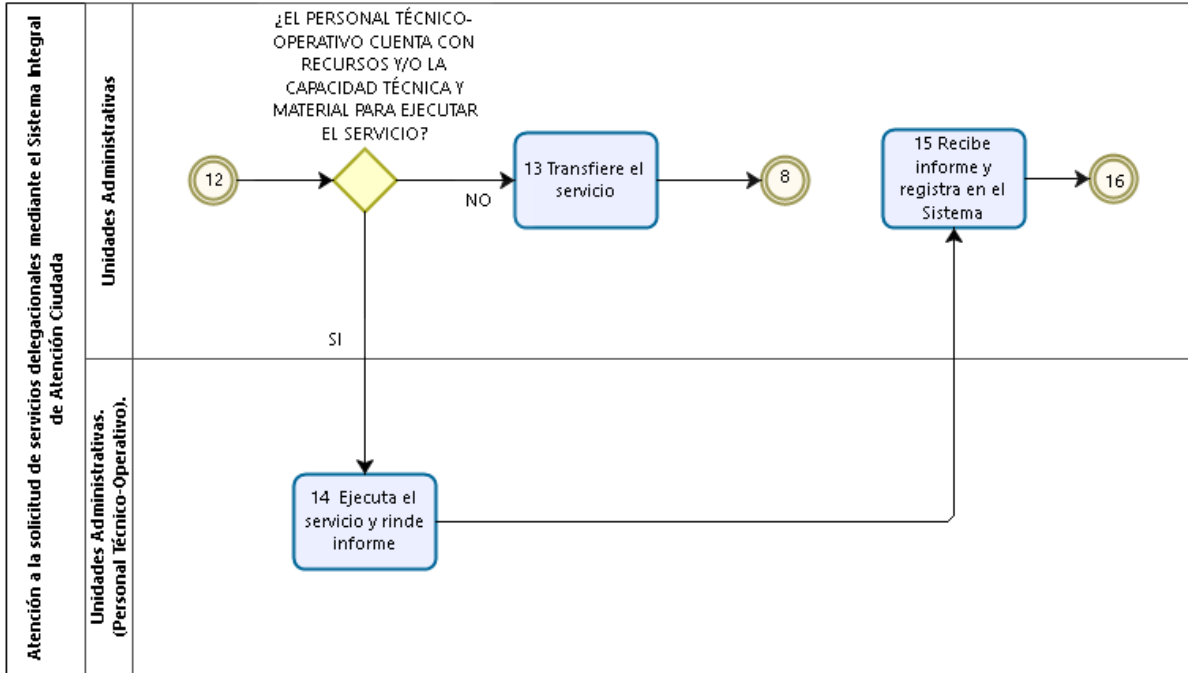 Atención a la solicitud de servicios delegacionales mediante el Sistema Integral
de Atención Ciudada
Unidades Administrativas
¿EL PERSONAL TÉCNICO-
OPERATIVO CUENTA CON
RECURSOS Y/O LA
CAPACIDAD TÉCNICA Y
MATERIAL PARA EJECUTAR
EL SERVICIO?
12
NO
13 Transfiere el
servicio
8
15 Recibe
informe y
registra en el
Sistema
16
SI
Unidades Administrativas.
(Personal Técnico-Operativo).
14 Ejecuta el
servicio y rinde
informe